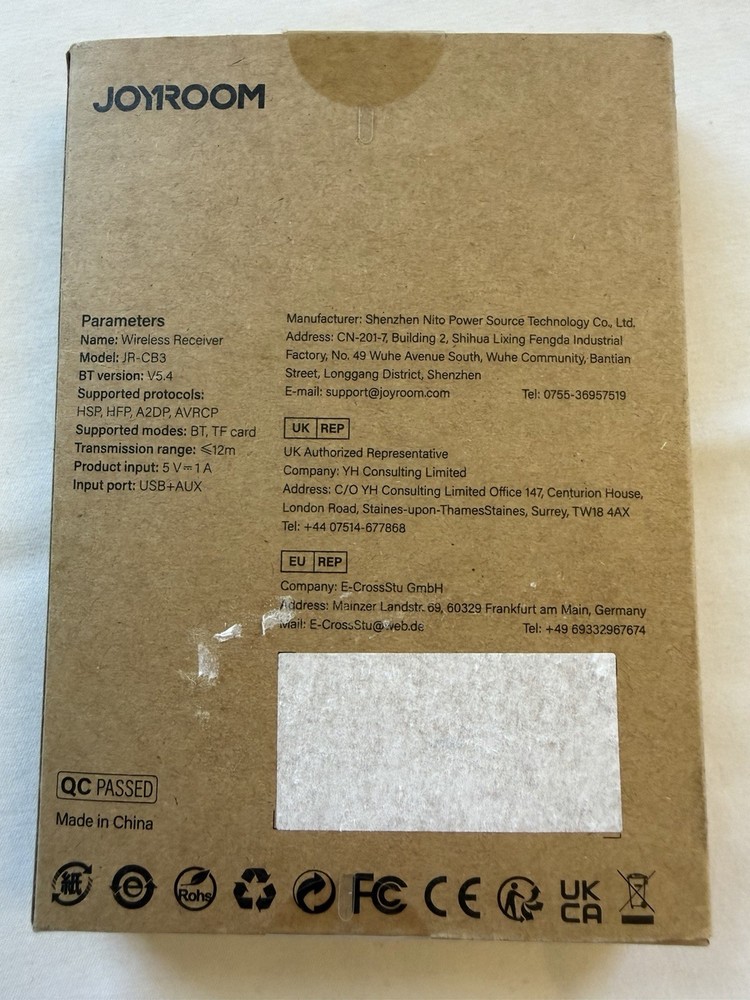 JOYROOM
Parameters
Name: Wireless Receiver
Model: JR-CB3
BT version: V5.4
Supported protocols:
HSP, HFP, A2DP, AVRCP
Supported modes: BT, TF card
Transmission range: ≤12m
Product input: 5 V⎓1 A
Input port: USB+AUX
Manufacturer: Shenzhen Nito Power Source Technology Co., Ltd.
Address: CN-201-7, Building 2, Shihua Lixing Fengda Industrial
Factory, No. 49 Wuhe Avenue South, Wuhe Community, Bantian
Street, Longgang District, Shenzhen
E-mail: support@joyroom.com Tel: 0755-36957519
UK REP
UK Authorized Representative
Company: YH Consulting Limited
Address: C/O YH Consulting Limited Office 147, Centurion House,
London Road, Staines-upon-ThamesStaines, Surrey, TW18 4AX
Tel: +44 07514-677868
EU REP
Company: E-CrossStu GmbH
Address: Mainzer Landstr. 69, 60329 Frankfurt am Main, Germany
Mail: E-CrossStu@web.de Tel: +49 69332967674
QC PASSED
Made in China
紙 e Rohs FC CE UK
CA